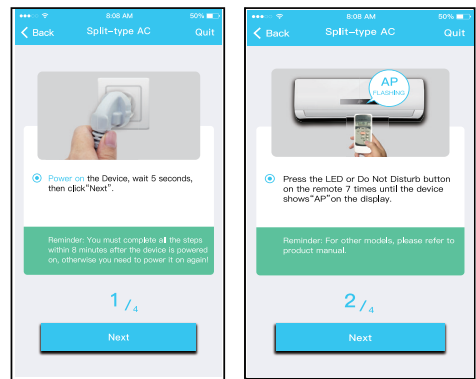 8:08 AM
50%
Back
Split-type AC
Quit
Power on the Device, wait 5 seconds,
then click"Next".
Reminder: You must complete all the steps
within 8 minutes after the device is powered
on, otherwise you need to power it on again!
1/4
Next
8:08 AM
50%
Back
Split-type AC
Quit
AP
FLASHING
Press the LED or Do Not Disturb button
on the remote 7 times until the device
shows"AP"on the display.
Reminder: For other models, please refer to
product manual.
2/4
Next